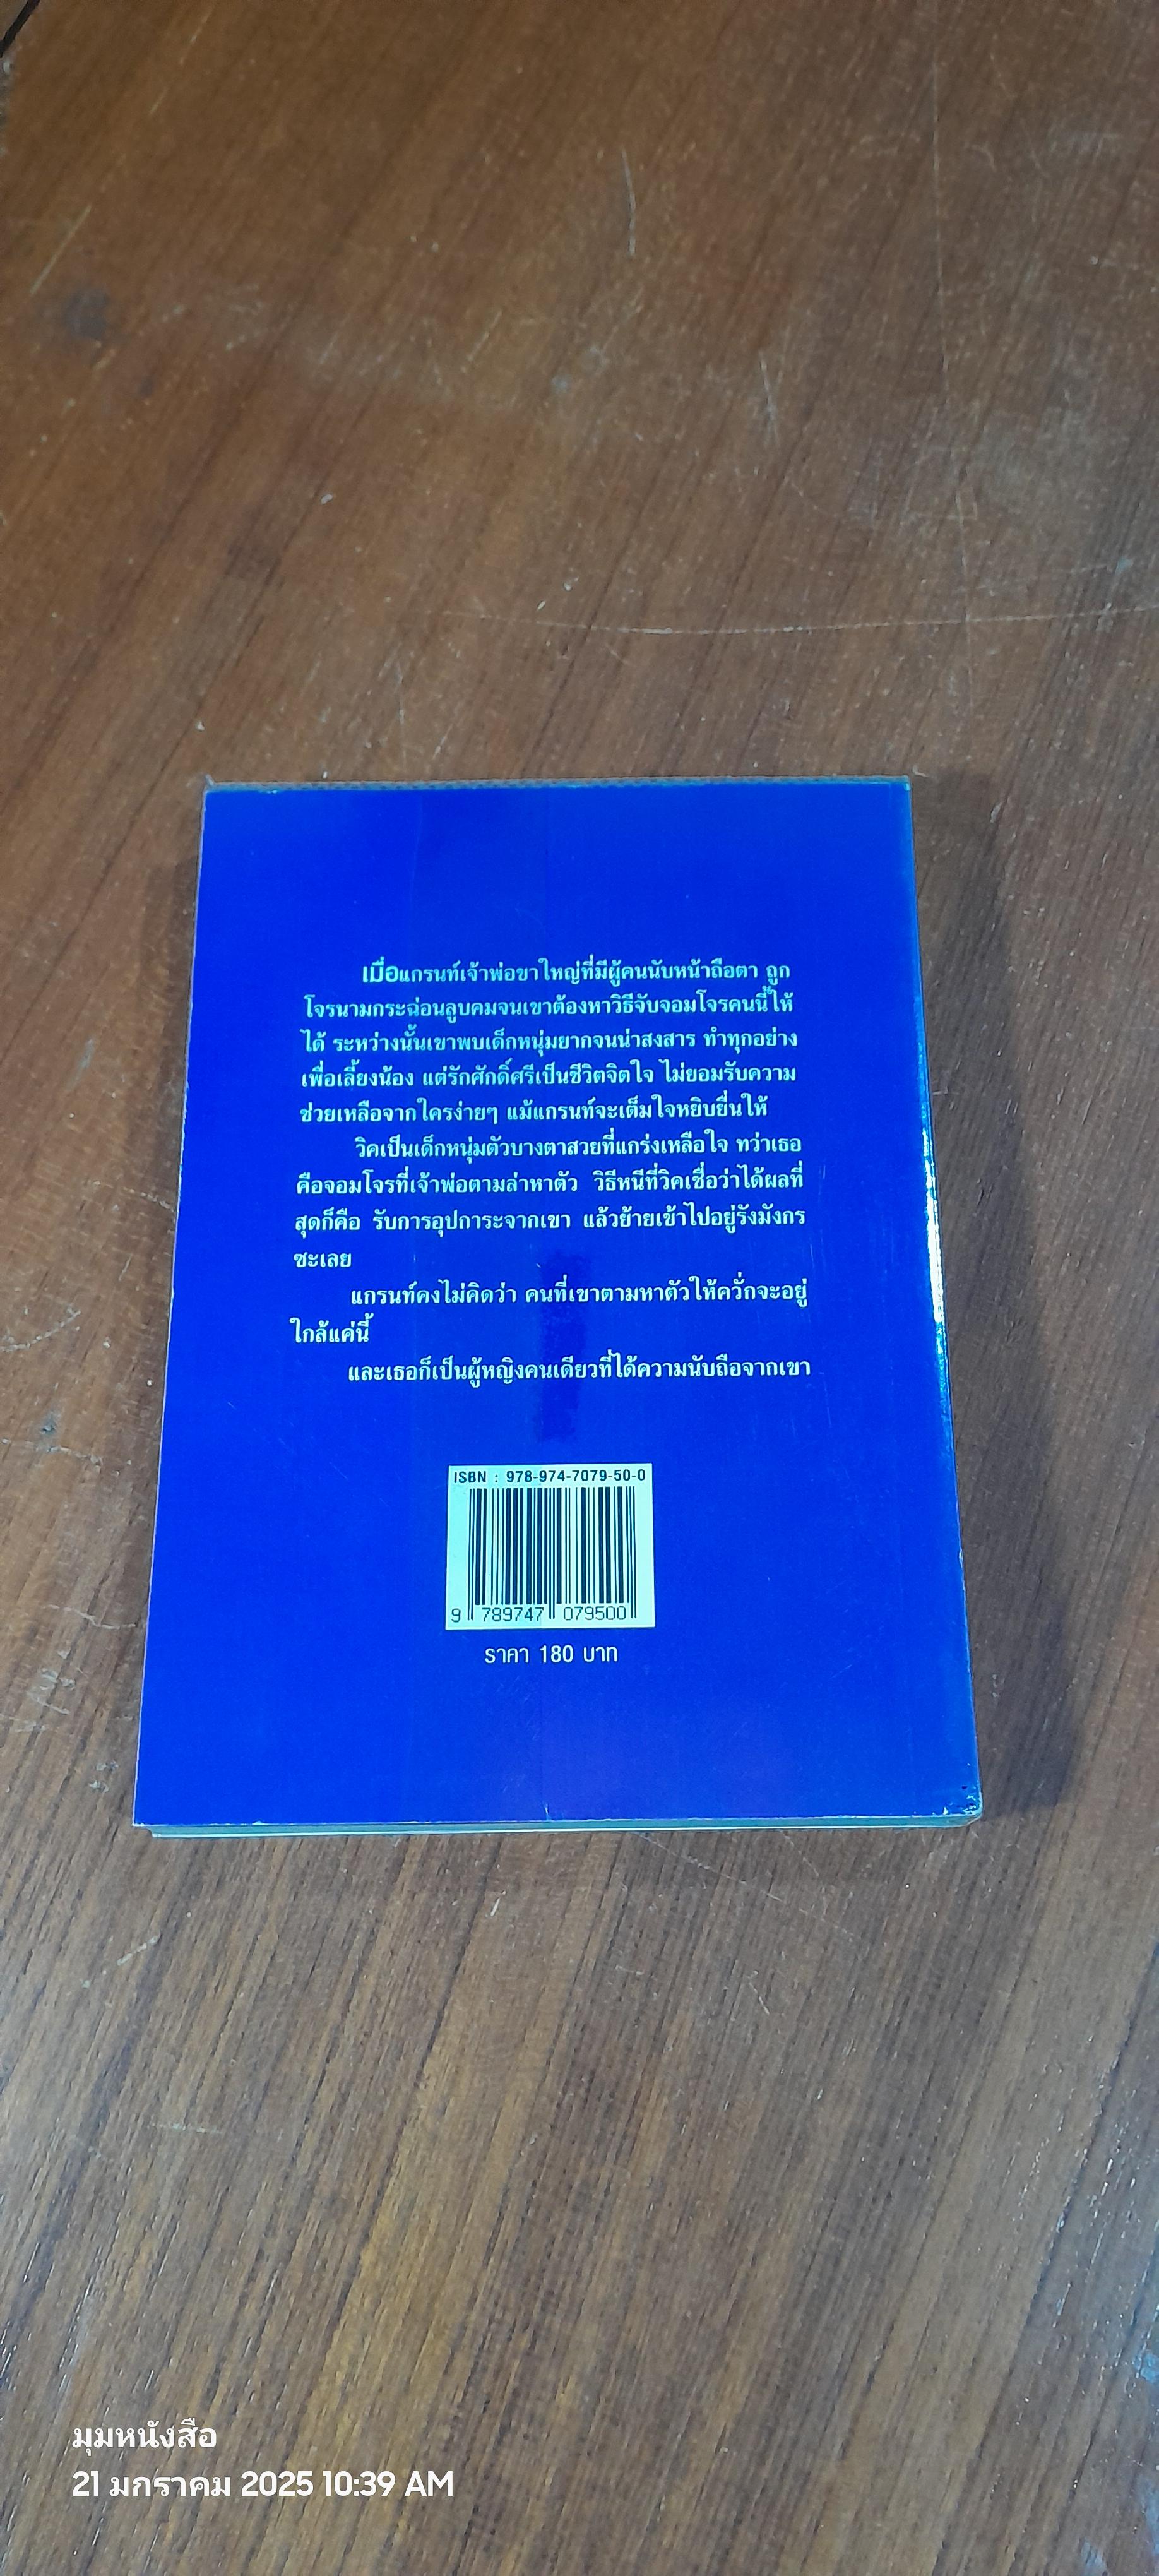 เมื่อแกรนท์เจ้าพ่อขาใหญ่ที่มีผู้คนนับหน้าถือตา ถูก
โจรนามกระฉ่อนลูบคมจนเขาต้องหาวิธีจับจอมโจรคนนี้ให้
ได้ ระหว่างนั้นเขาพบเด็กหนุ่มยากจนน่าสงสาร ทำทุกอย่าง
เพื่อเลี้ยงน้อง แต่รักศักดิ์ศรีเป็นชีวิตจิตใจ ไม่ยอมรับความ
ช่วยเหลือจากใครง่ายๆ แม้แกรนท์จะเต็มใจหยิบยื่นให้
วิคเป็นเด็กหนุ่มตัวบางตาสวยที่แกร่งเหลือใจ ทว่าเธอ
คือจอมโจรที่เจ้าพ่อตามล่าหาตัว วิธีหนีที่วิคเชื่อว่าได้ผลที่
สุดก็คือ รับการอุปการะจากเขา แล้วย้ายเข้าไปอยู่รังมังกร
ซะเลย
แกรนท์คงไม่คิดว่า คนที่เขาตามหาตัวให้ควั่กจะอยู่
ใกล้แค่นี้
และเธอก็เป็นผู้หญิงคนเดียวที่ได้ความนับถือจากเขา
ISBN : 978-974-7079-50-0
9 789747 079500
ราคา 180 บาท
มุมหนังสือ
21 มกราคม 2025 10:39 AM